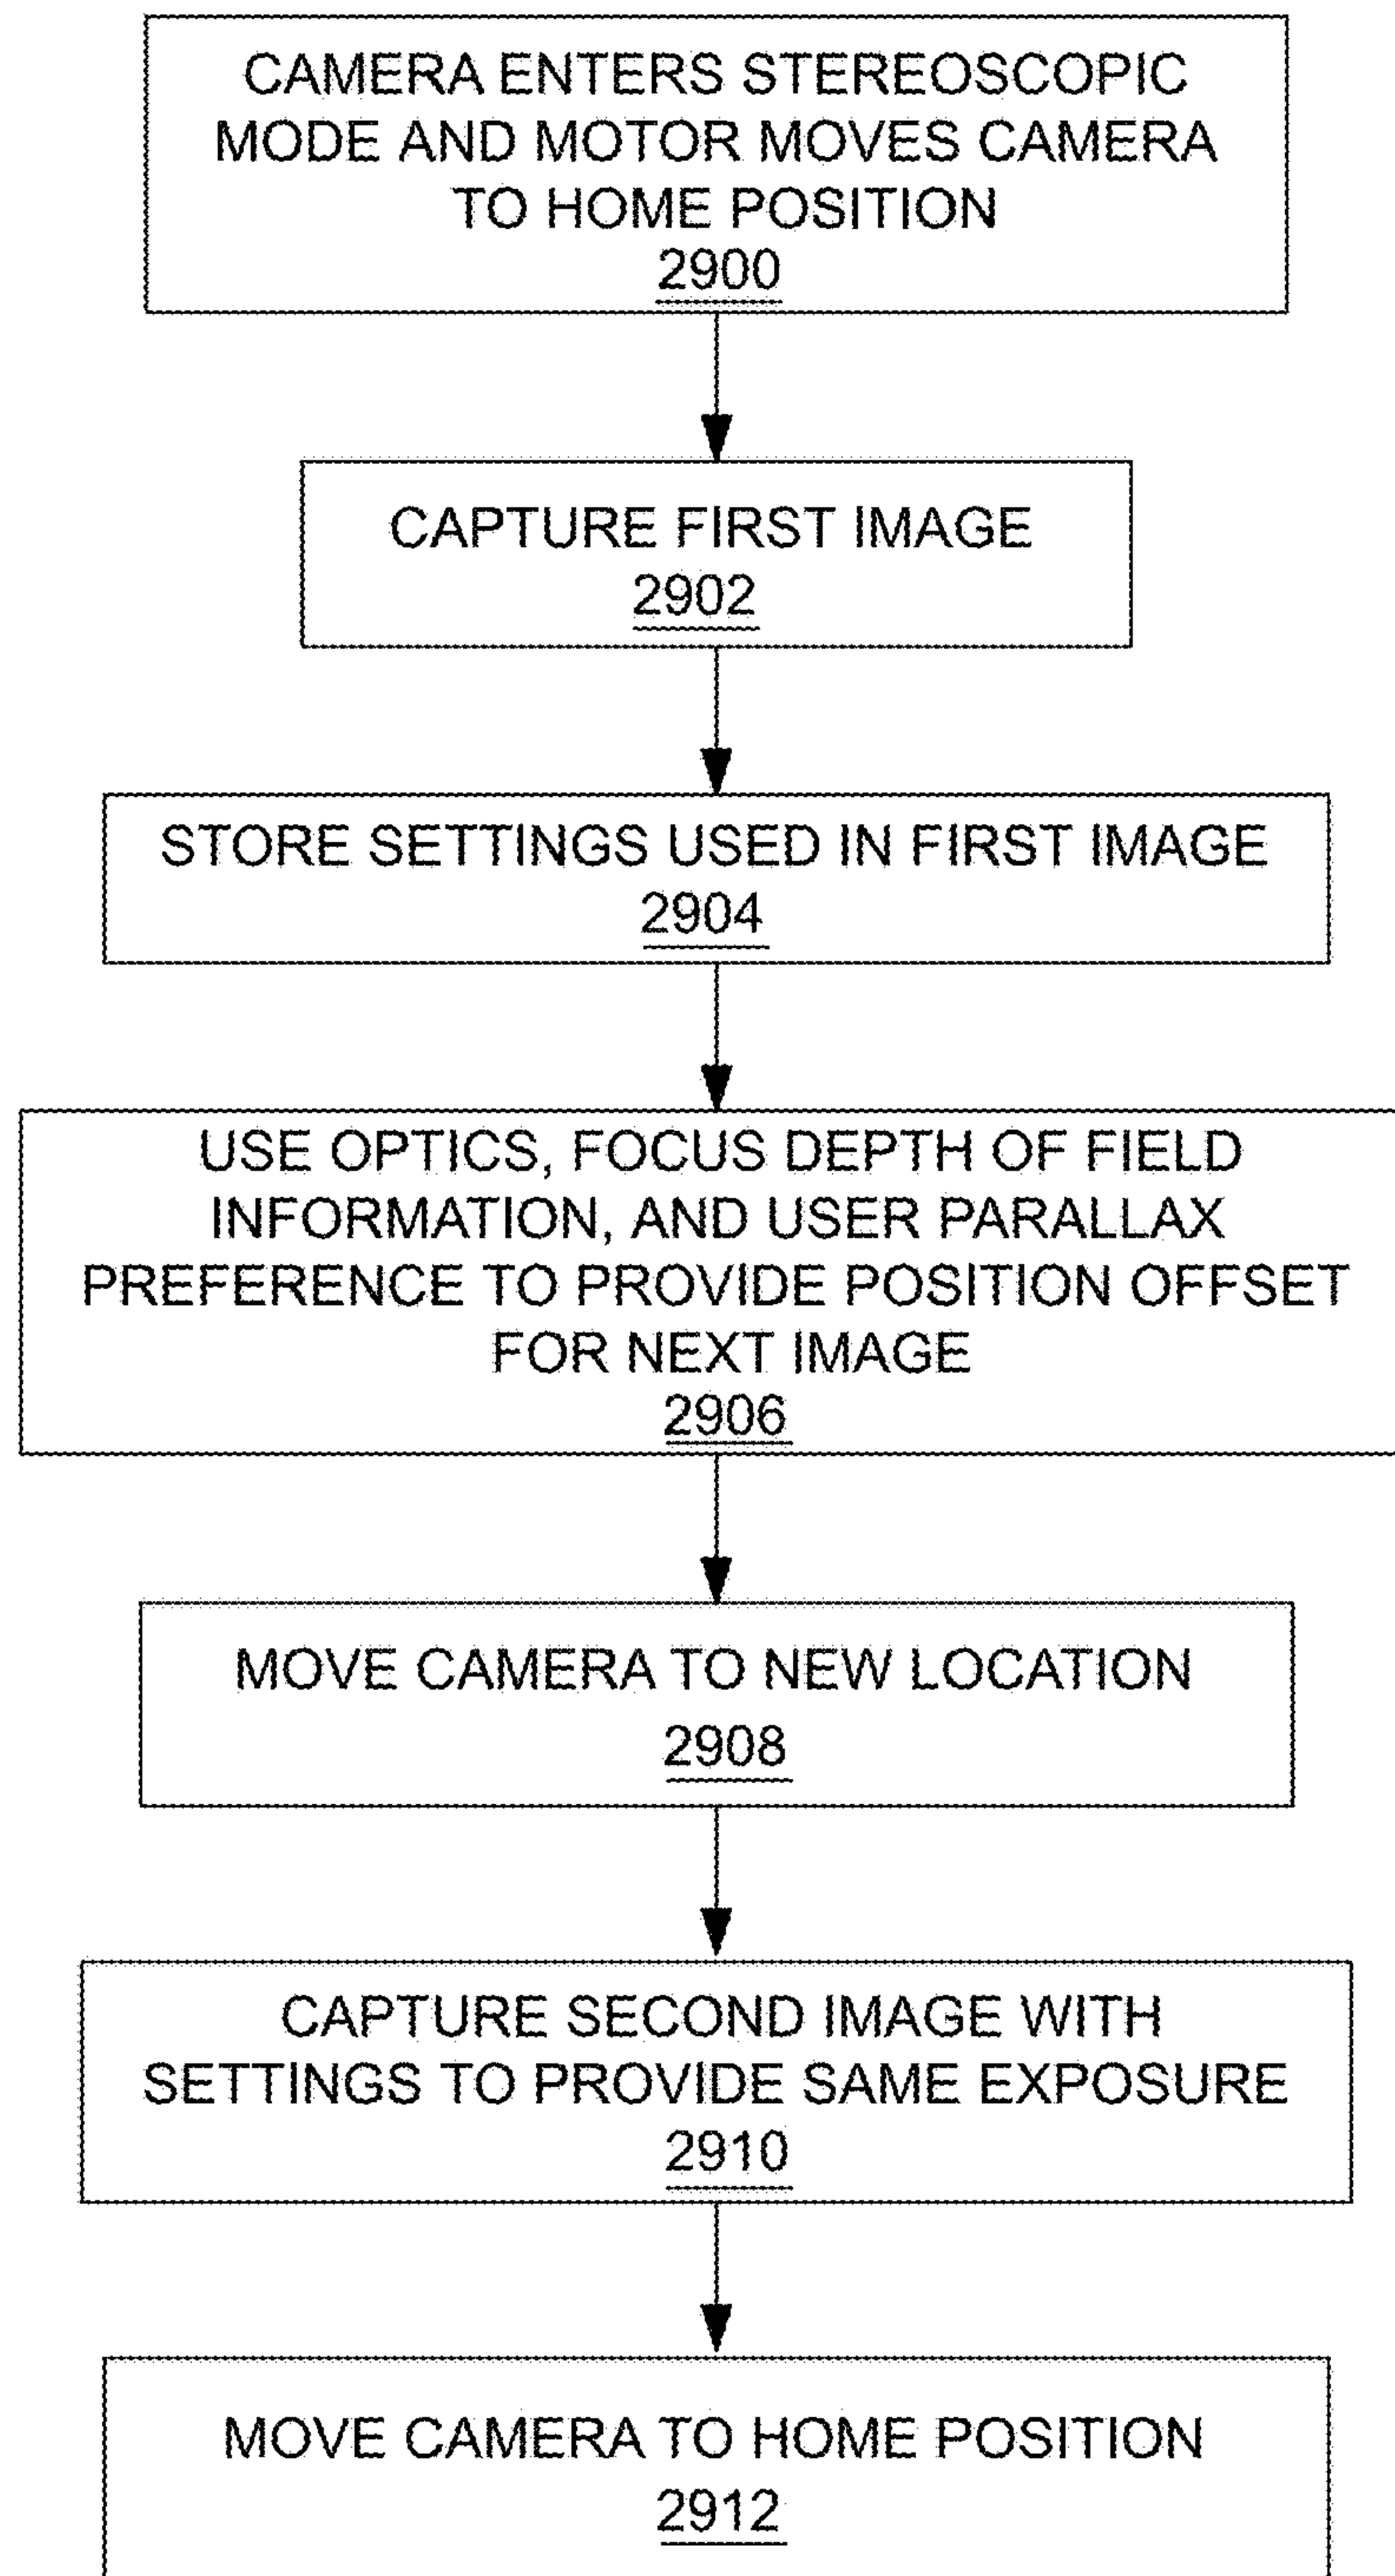 CAMERA ENTERS STEREOSCOPIC
MODE AND MOTOR MOVES CAMERA
TO HOME POSITION
2900
CAPTURE FIRST IMAGE
2902
STORE SETTINGS USED IN FIRST IMAGE
2904
USE OPTICS, FOCUS DEPTH OF FIELD
INFORMATION, AND USER PARALLAX
PREFERENCE TO PROVIDE POSITION OFFSET
FOR NEXT IMAGE
2906
MOVE CAMERA TO NEW LOCATION
2908
CAPTURE SECOND IMAGE WITH
SETTINGS TO PROVIDE SAME EXPOSURE
2910
MOVE CAMERA TO HOME POSITION
2912